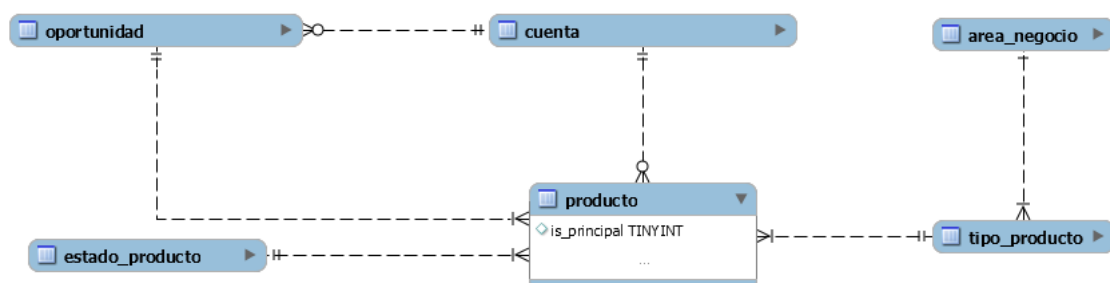 oportunidad
cuenta
area_negocio
producto
is_principal TINYINT
...
estado_producto
tipo_producto